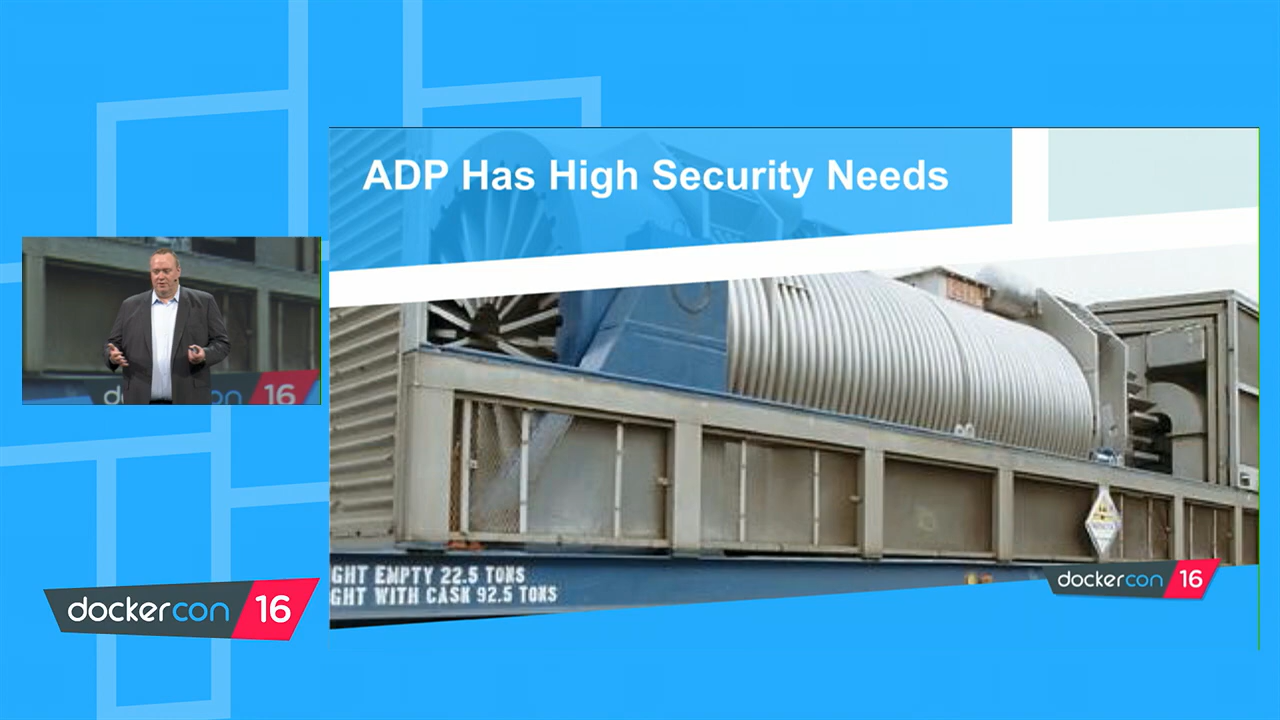 ADP Has High Security Needs
GHT EMPTY 22.5 TONS
GHT WITH CASK 92.5 TONS
dockercon 16
dockercon 16
dockercon 16